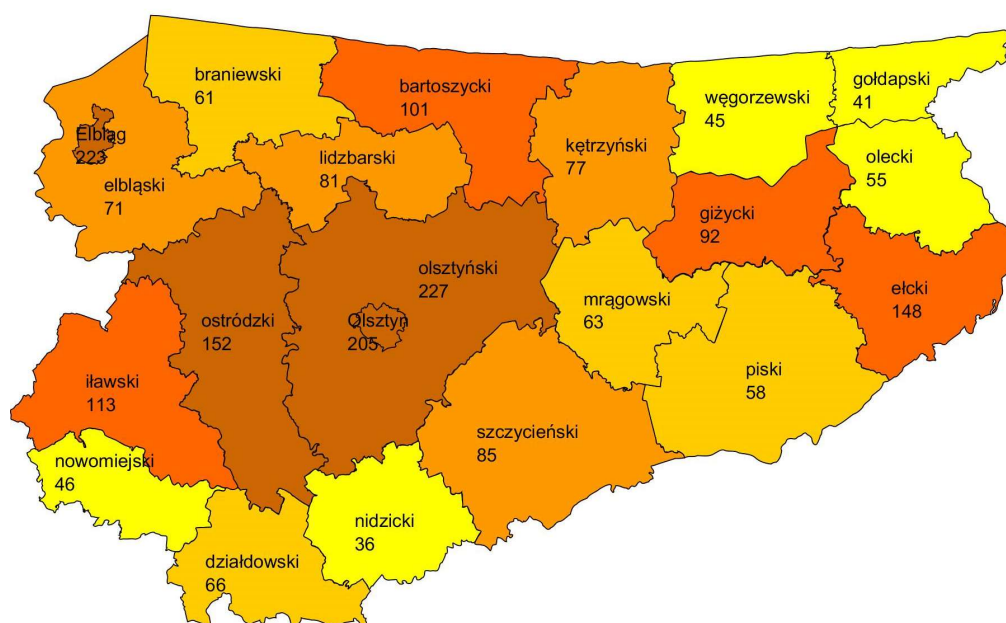 braniewski
61
bartoszycki
101
gołdapski
41
węgorzewski
45
Elbląg
223
kętrzyński
77
lidzbarski
81
olecki
55
elbląski
71
giżycki
92
olsztyński
227
ełcki
148
mrągowski
63
ostródzki
152
Olsztyn
205
piski
58
iławski
113
szczycieński
85
nowomiejski
46
nidzicki
36
działdowski
66